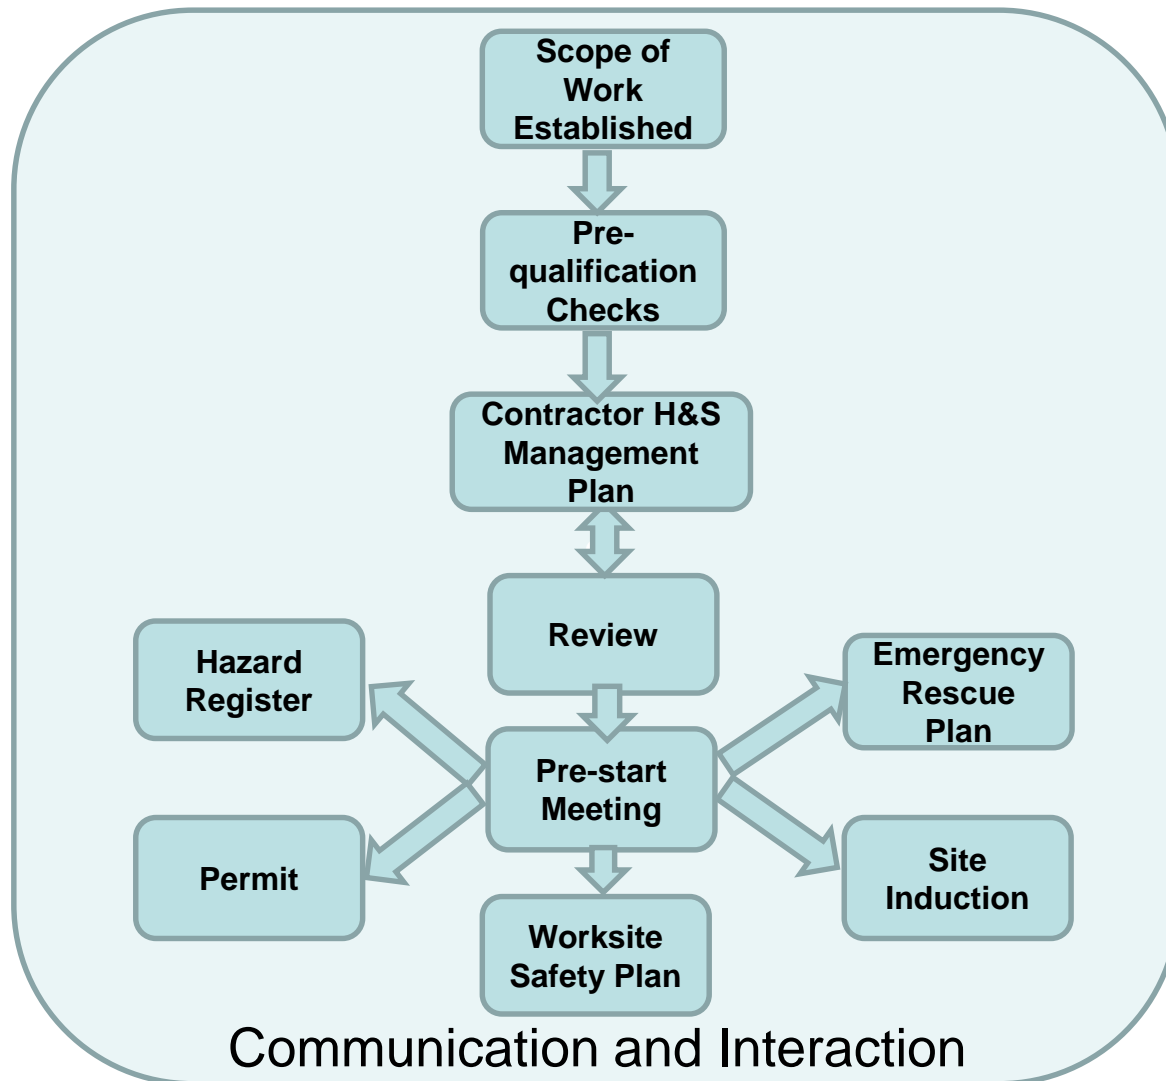 Scope of
Work
Established
Pre-
qualification
Checks
Contractor H&S
Management
Plan
Review
Hazard
Register
Emergency
Rescue
Plan
Pre-start
Meeting
Permit
Site
Induction
Worksite
Safety Plan
Communication and Interaction